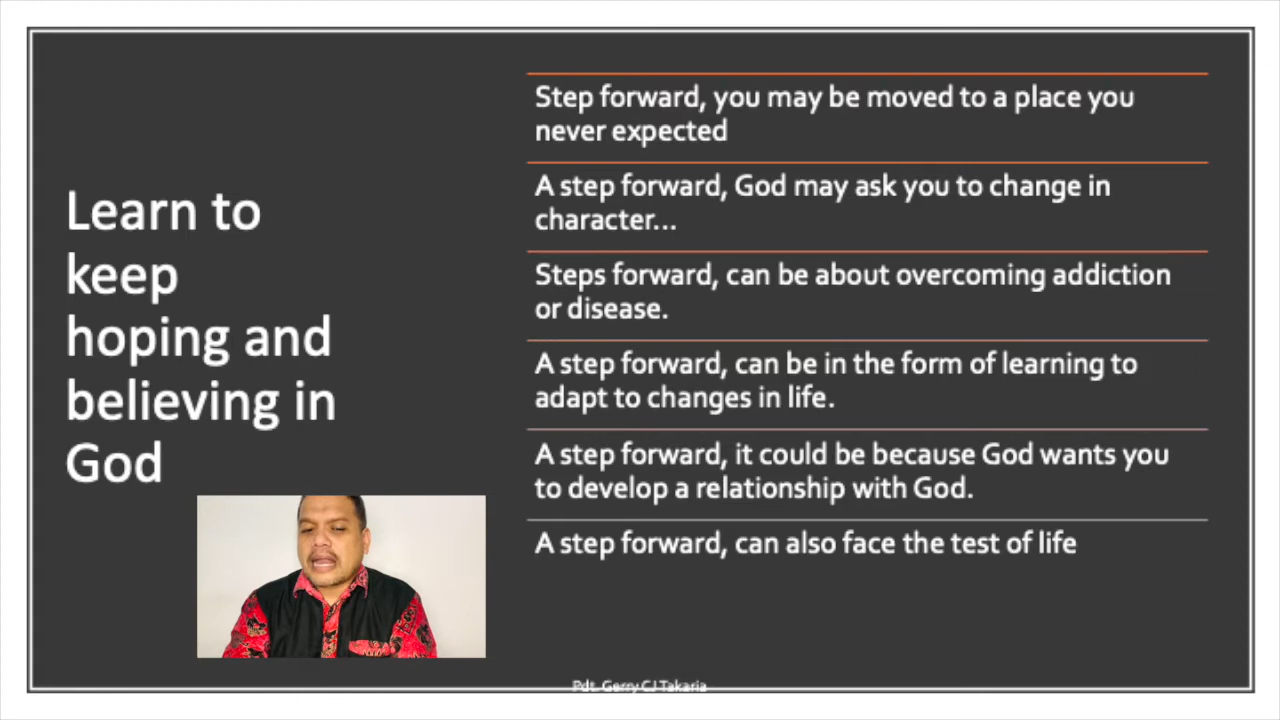 Learn to
keep
hoping and
believing in
God
Step forward, you may be moved to a place you
never expected
A step forward, God may ask you to change in
character...
Steps forward, can be about overcoming addiction
or disease.
A step forward, can be in the form of learning to
adapt to changes in life.
A step forward, it could be because God wants you
to develop a relationship with God.
A step forward, can also face the test of life
Pdt. Gerry CJ Takaria